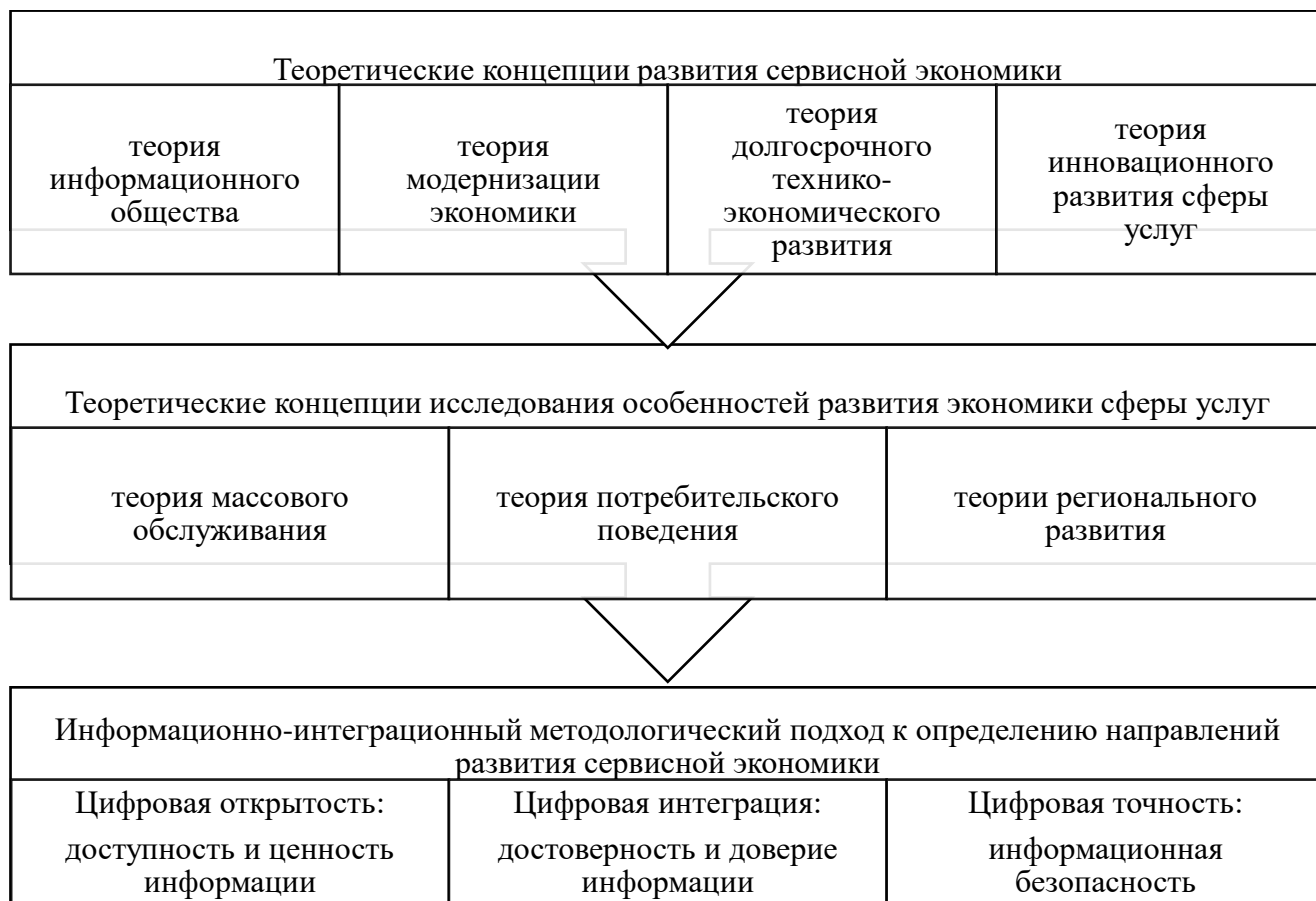 Теоретические концепции развития сервисной экономики
теория
информационного
общества
теория
модернизации
экономики
теория
долгосрочного
технико-
экономического
развития
теория
инновационного
развития сферы
услуг
Теоретические концепции исследования особенностей развития экономики сферы услуг
теория массового
обслуживания
теория потребительского
поведения
теории регионального
развития
Информационно-интеграционный методологический подход к определению направлений
развития сервисной экономики
Цифровая открытость:
доступность и ценность
информации
Цифровая интеграция:
достоверность и доверие
информации
Цифровая точность:
информационная
безопасность